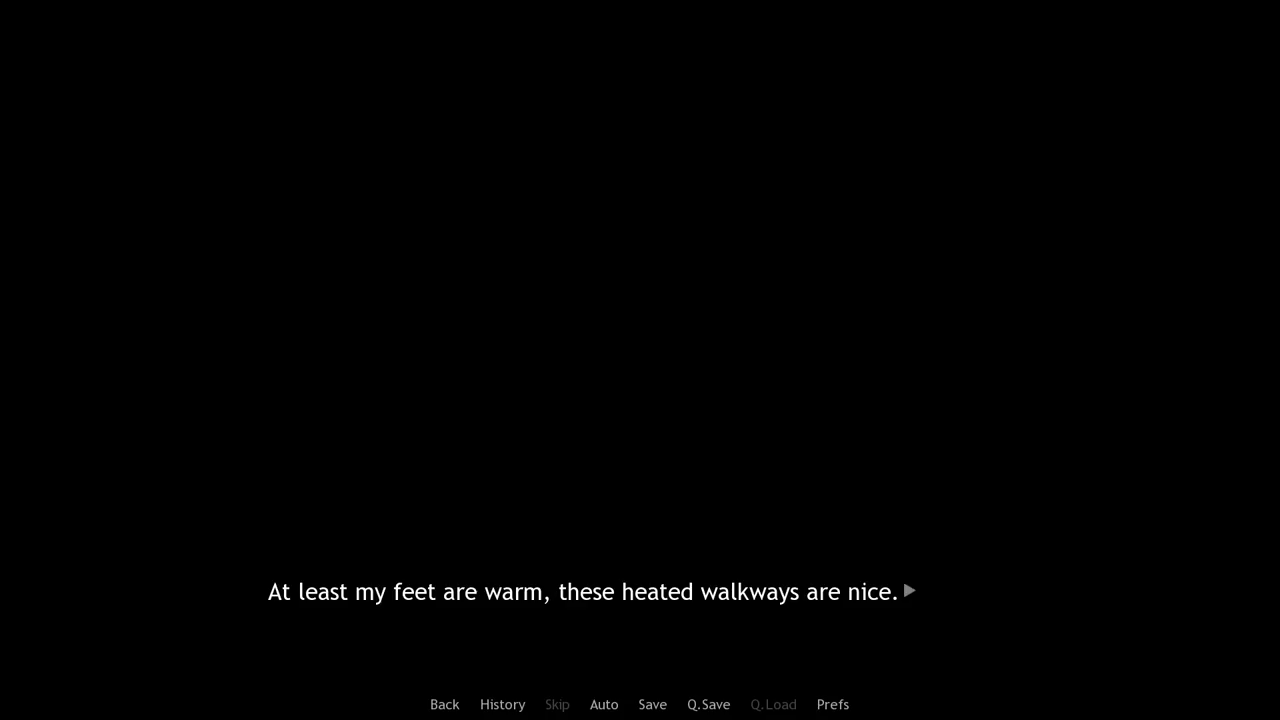 At least my feet are warm, these heated walkways are nice.
Back History Skip Auto Save Q.Save Q.Load Prefs